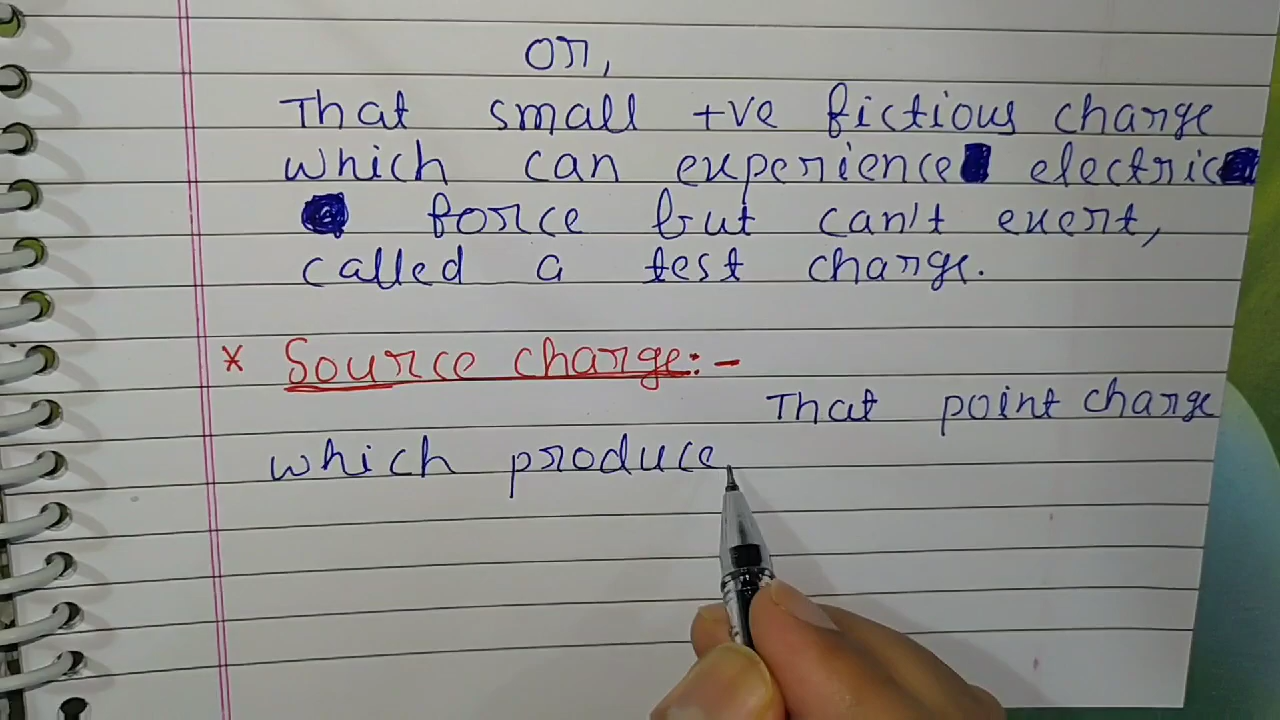 Or,
That small +ve fictious charge
which can experience electric
force but can't exert,
called a test charge.
* Source charge:-
That point charge
which produce